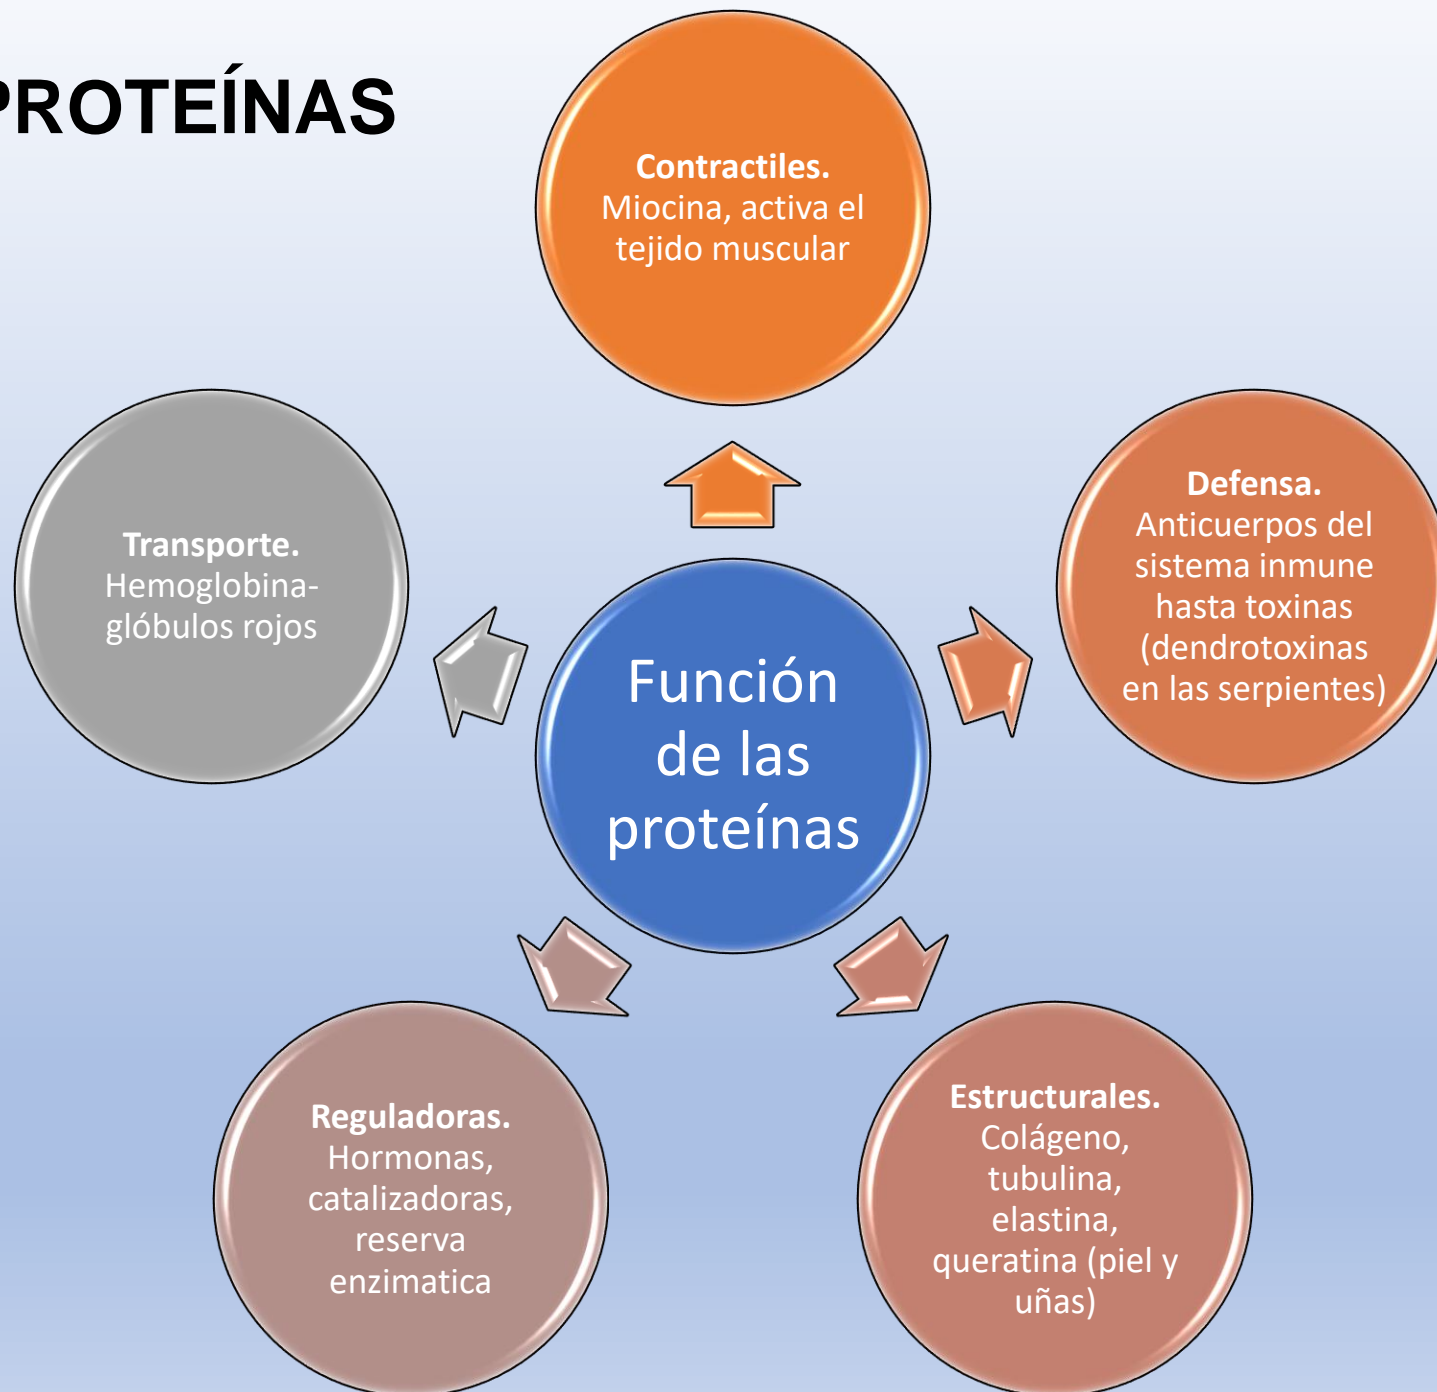 PROTEÍNAS
Contractiles.
Miocina, activa el
tejido muscular
Defensa.
Anticuerpos del
sistema inmune
hasta toxinas
(dendrotoxinas
en las serpientes)
Transporte.
Hemoglobina-
glóbulos rojos
Función
de las
proteínas
Estructurales.
Colágeno,
tubulina,
elastina,
queratina (piel y
uñas)
Reguladoras.
Hormonas,
catalizadoras,
reserva
enzimatica